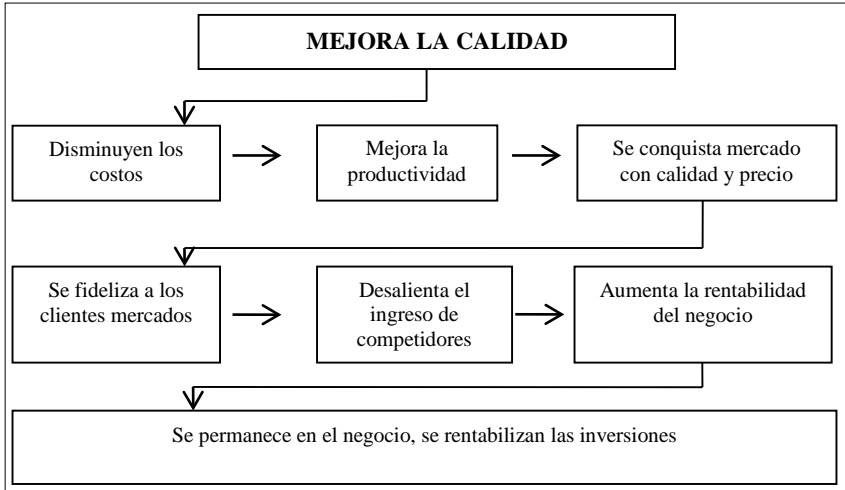 MEJORA LA CALIDAD
Disminuyen los
costos
Mejora la
productividad
Se conquista mercado
con calidad y precio
Se fideliza a los
clientes mercados
Desalienta el
ingreso de
competidores
Aumenta la rentabilidad
del negocio
Se permanece en el negocio, se rentabilizan las inversiones